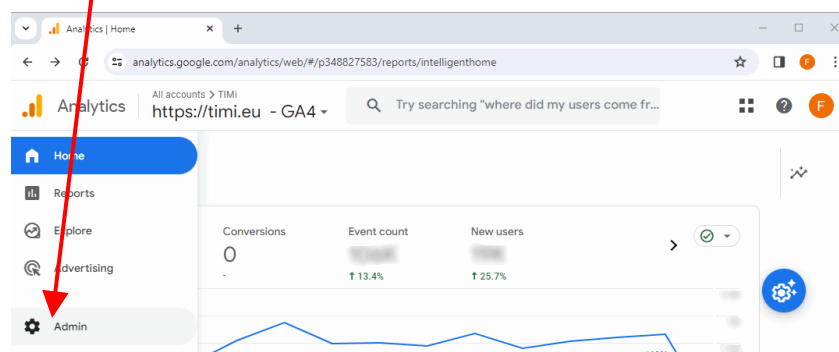 Analytics | Home
analytics.google.com/analytics/web/#/p348827583/reports/intelligenthome
F
Analytics
All accounts > TIMi
https://timi.eu - GA4
Try searching "where did my users come fr...
F
Home
Reports
Explore
Advertising
Admin
Conversions
0
-
Event count
↑ 13.4%
New users
↑ 25.7%